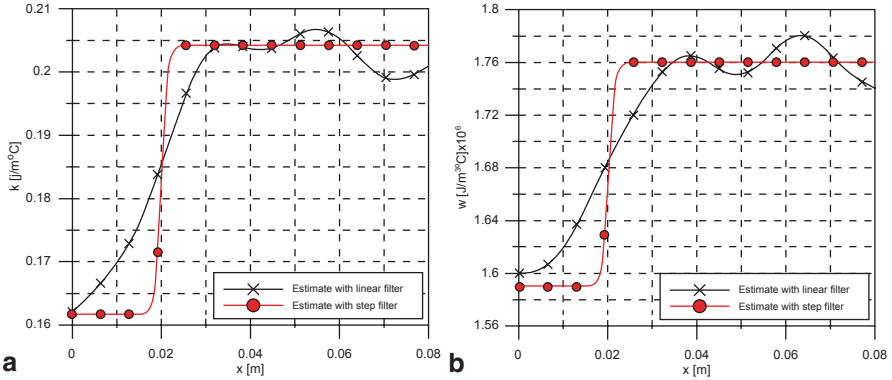 0.21
0.2
0.19
0.18
0.17
0.16
k [j/m°C]
0
0.02
0.04
0.06
0.08
x [m]
Estimate with linear filter
Estimate with step filter
a
1.8
1.76
1.72
1.68
1.64
1.6
1.56
w [J/m³⁰C]x10⁶
0
0.02
0.04
0.06
0.08
x [m]
Estimate with linear filter
Estimate with step filter
b